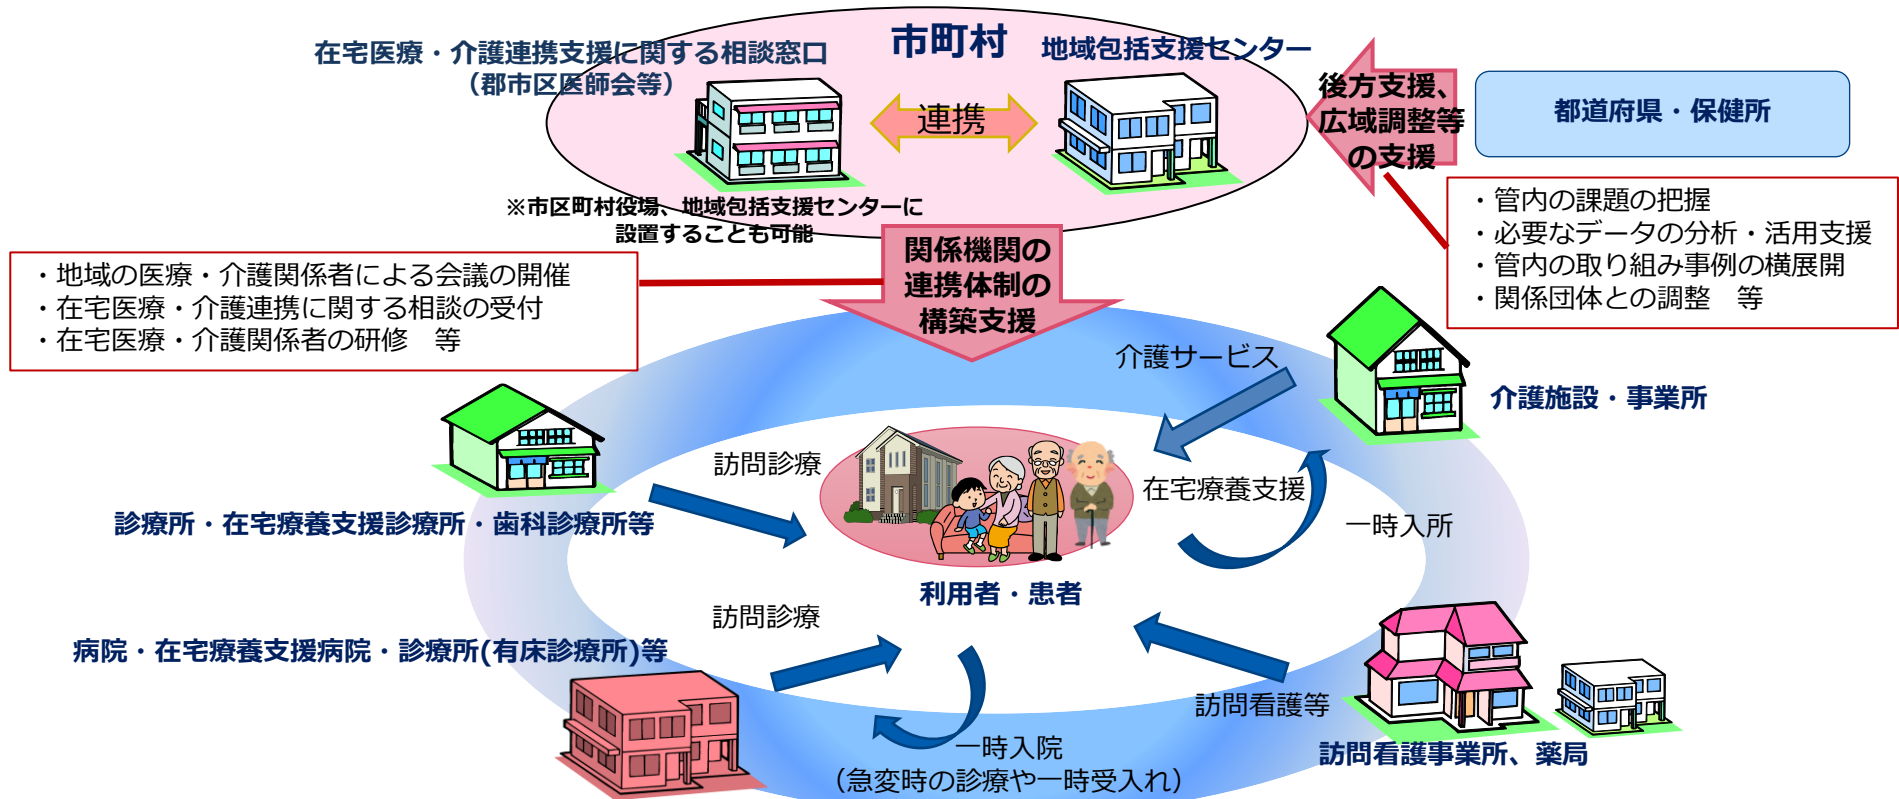 市町村
在宅医療・介護連携支援に関する相談窓口
（郡市区医師会等）
地域包括支援センター
連携
※市区町村役場、地域包括支援センターに
設置することも可能
後方支援、
広域調整等
の支援
都道府県・保健所
・管内の課題の把握
・必要なデータの分析・活用支援
・管内の取り組み事例の横展開
・関係団体との調整　等
関係機関の
連携体制の
構築支援
・地域の医療・介護関係者による会議の開催
・在宅医療・介護連携に関する相談の受付
・在宅医療・介護関係者の研修　等
介護サービス
介護施設・事業所
訪問診療
在宅療養支援
一時入所
診療所・在宅療養支援診療所・歯科診療所等
利用者・患者
訪問診療
病院・在宅療養支援病院・診療所(有床診療所)等
訪問看護等
訪問看護事業所、薬局
一時入院
（急変時の診療や一時受入れ）